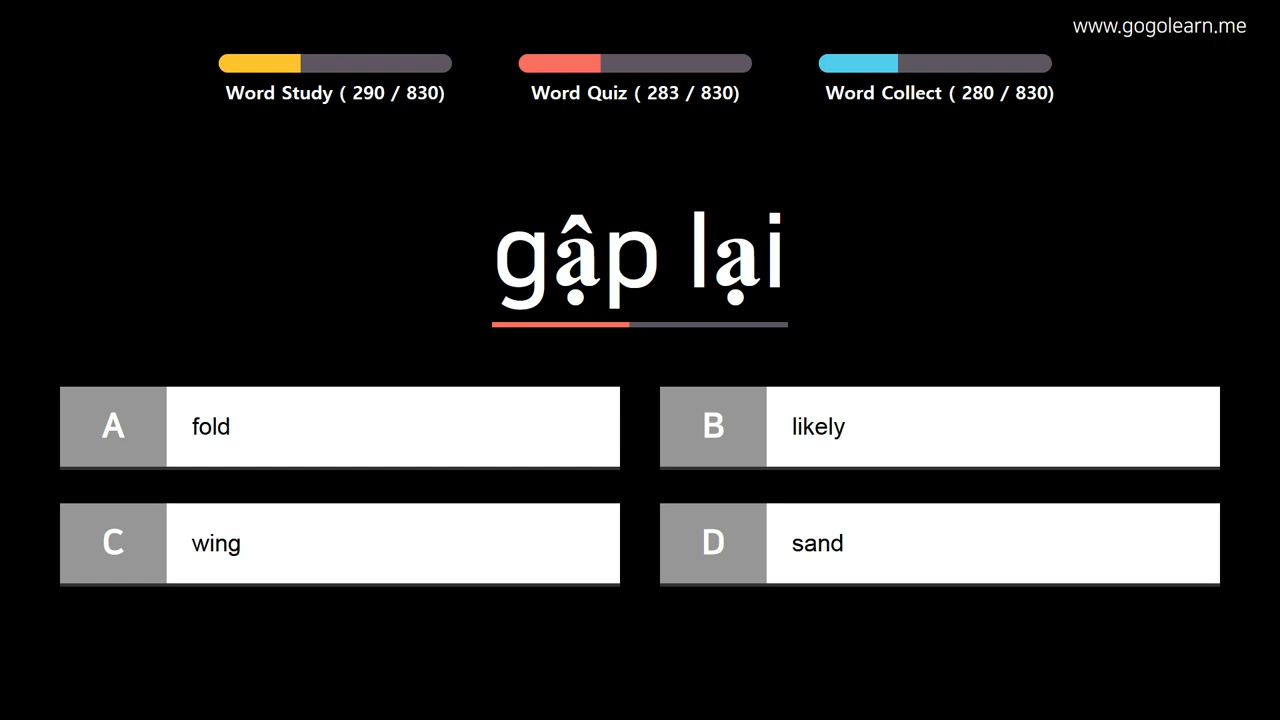 www.gogolearn.me
Word Study ( 290 / 830)
Word Quiz ( 283 / 830)
Word Collect ( 280 / 830)
gập lại
A fold
B likely
C wing
D sand